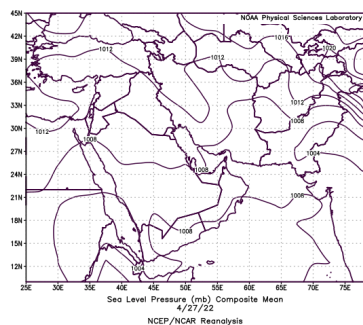 NOAA Physical Sciences Laboratory
45N
1016
1020
42N
1012
1012
39N
36N
33N
1012
30N
1012
1008
1004
27N
1008
24N
1008
21N
18N
1008
15N
1004
12N
25E 30E 35E 40E 45E 50E 55E 60E 65E 70E 75E
Sea Level Pressure (mb) Composite Mean
4/27/22
NCEP/NCAR Reanalysis